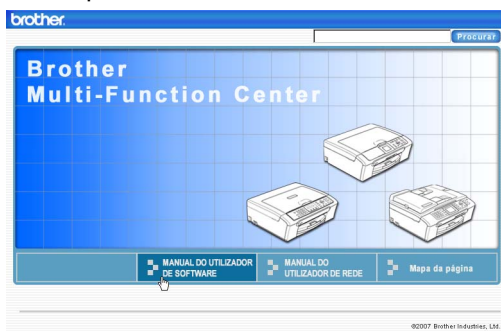 brother.
Procurar
Brother
Multi-Function Center
MANUAL DO UTILIZADOR
DE SOFTWARE
MANUAL DO
UTILIZADOR DE REDE
Mapa da página
©2007 Brother Industries, Ltd.